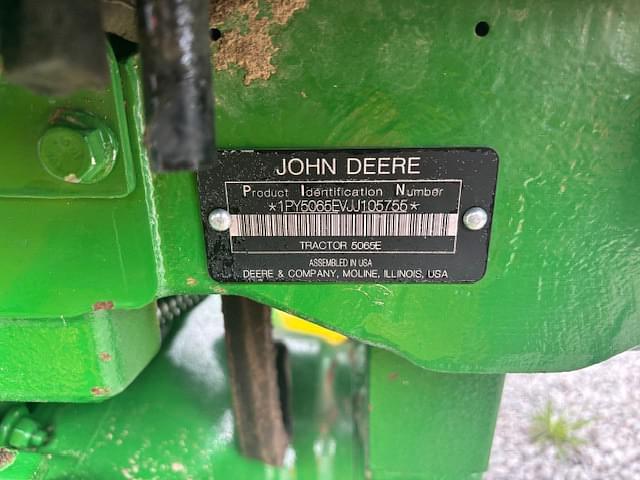 JOHN DEERE
Product Identification Number
*1PY5065EVJJ105755*
TRACTOR 5065E
ASSEMBLED IN USA
DEERE & COMPANY, MOLINE, ILLINOIS, USA